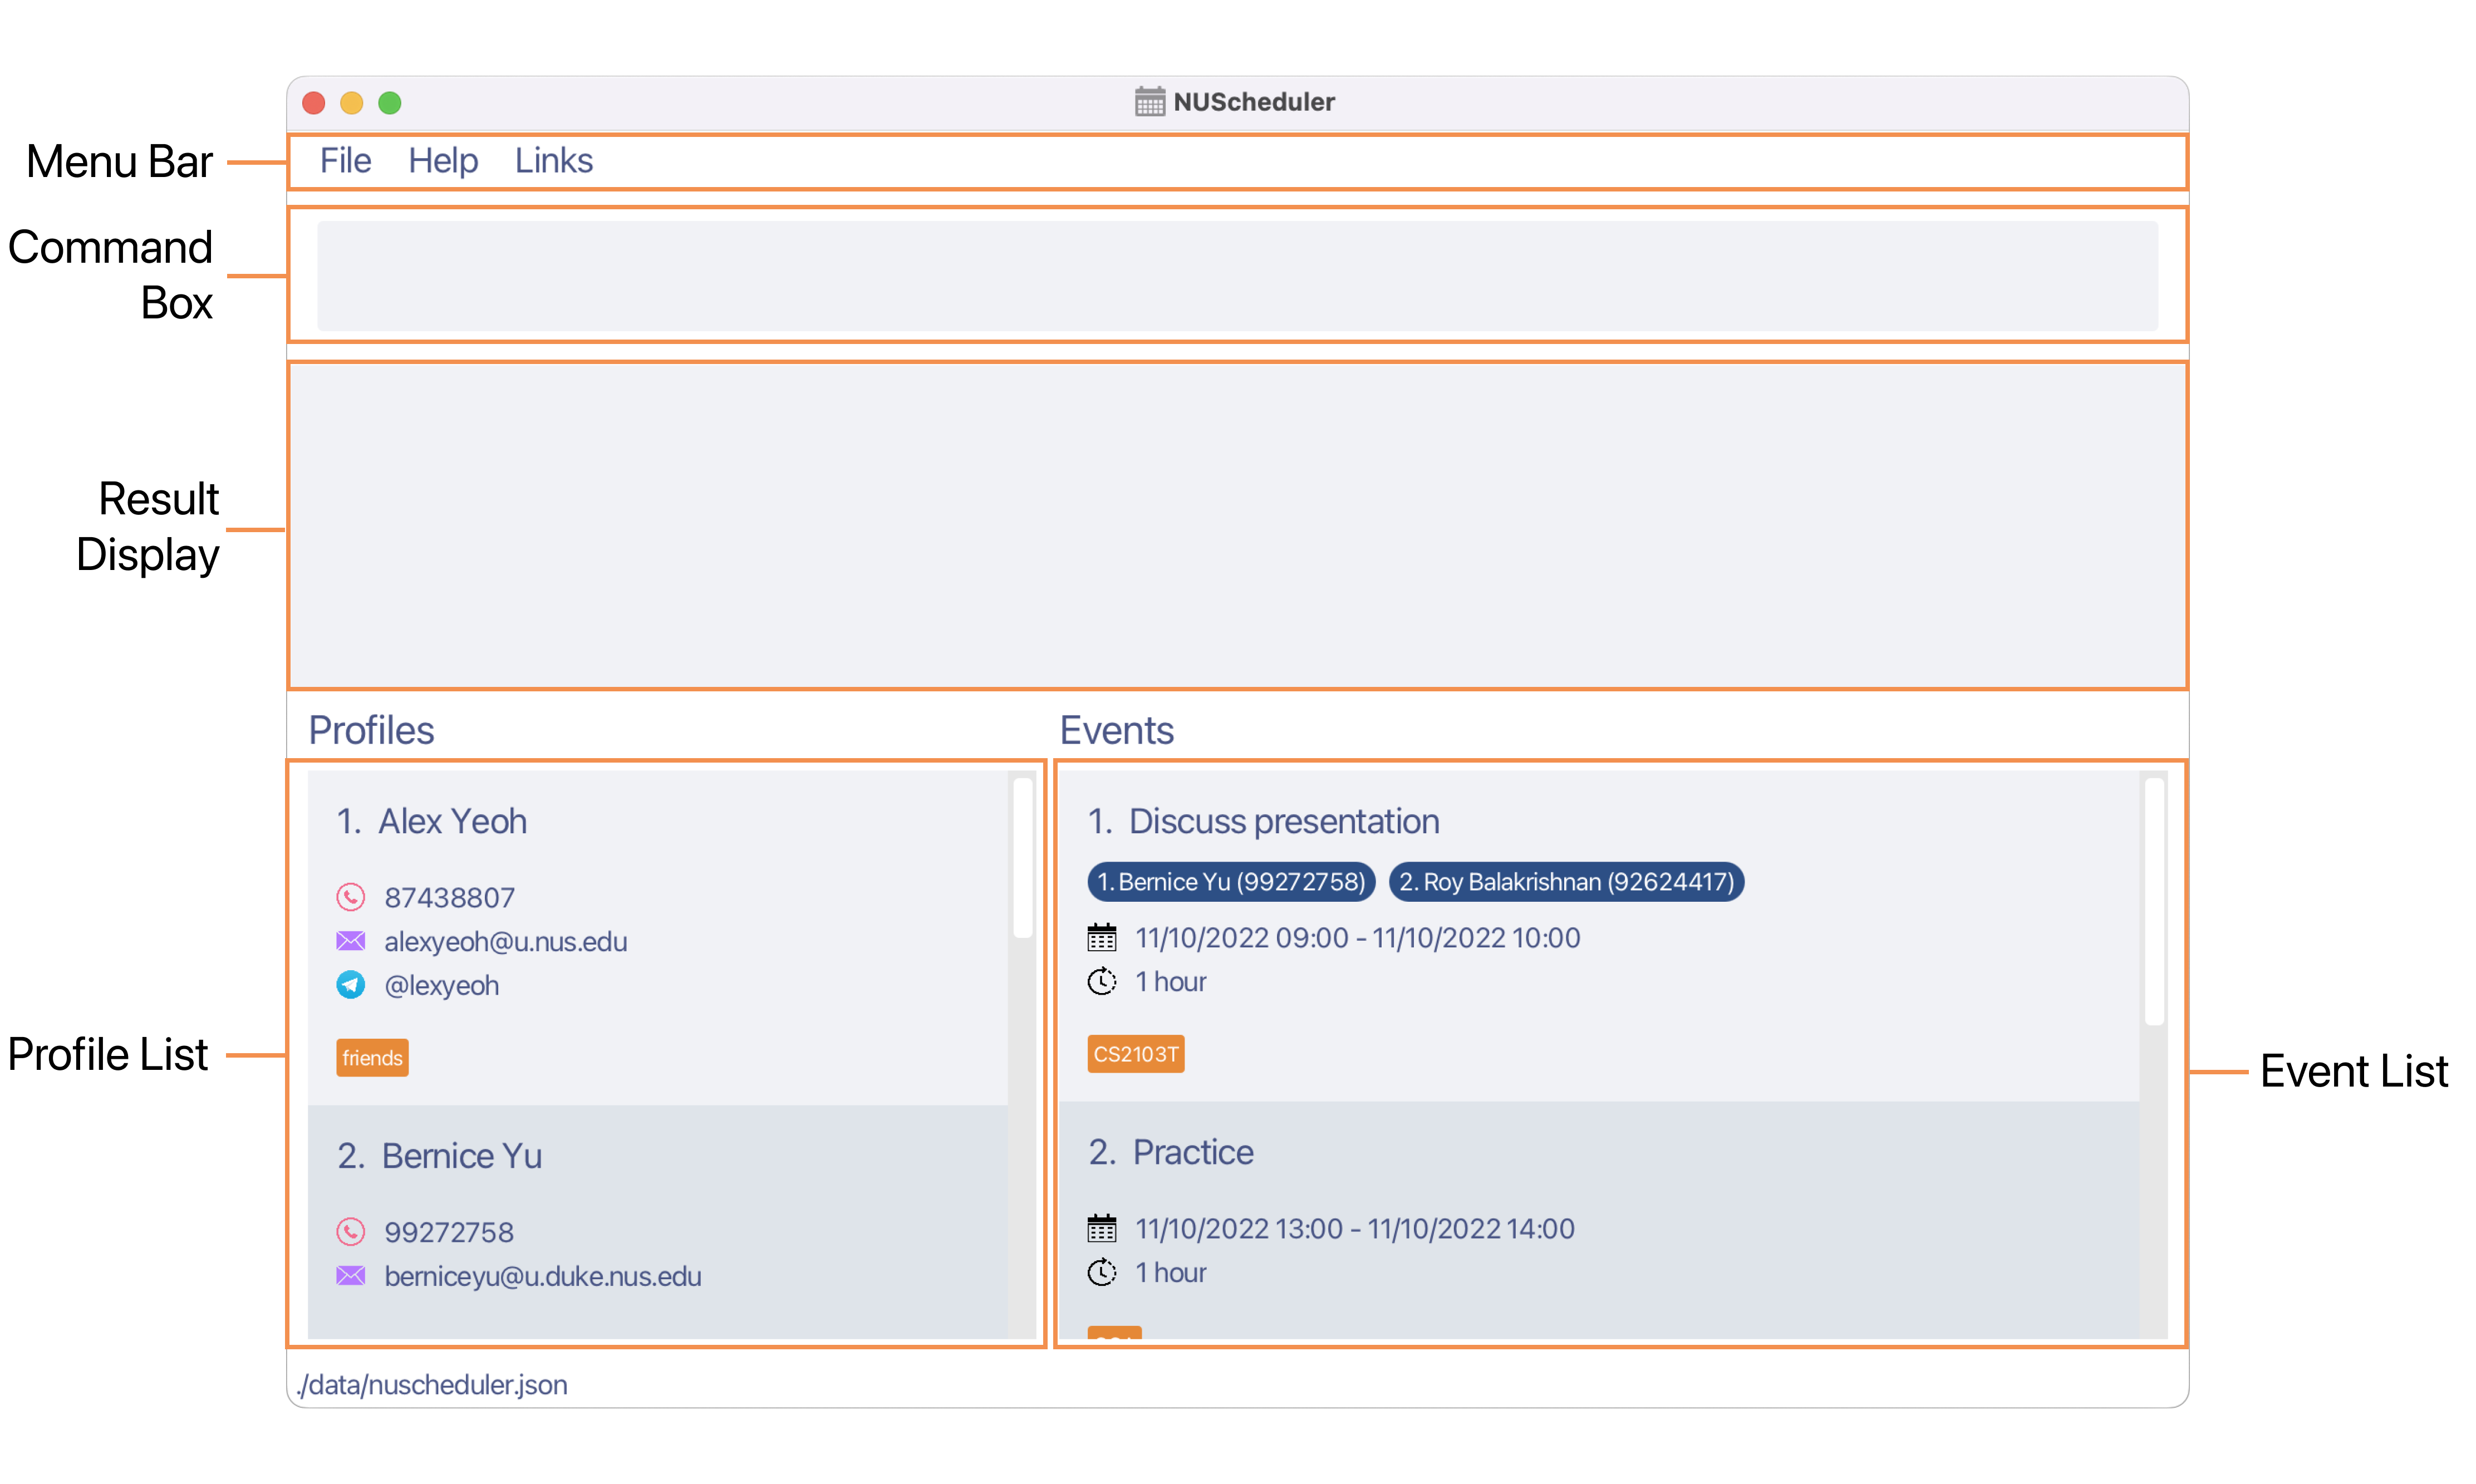 NUScheduler
Menu Bar
File Help Links
Command
Box
Result
Display
Profiles
Events
Profile List
1. Alex Yeoh
87438807
alexyeoh@u.nus.edu
@lexyeoh
friends
2. Bernice Yu
99272758
berniceyu@u.duke.nus.edu
1. Discuss presentation
1. Bernice Yu (99272758) 2. Roy Balakrishnan (92624417)
11/10/2022 09:00 - 11/10/2022 10:00
1 hour
CS2103T
2. Practice
11/10/2022 13:00 - 11/10/2022 14:00
1 hour
Event List
./data/nuscheduler.json